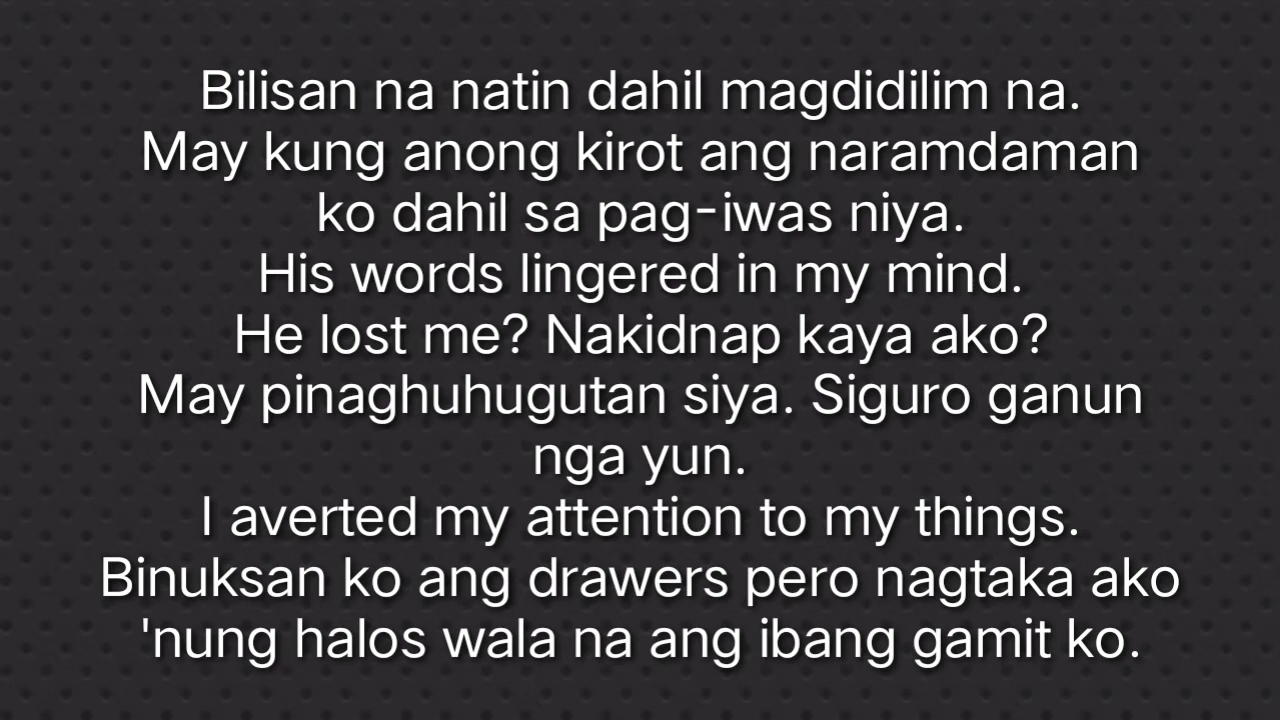 Bilisan na natin dahil magdidilim na.
May kung anong kirot ang naramdaman
ko dahil sa pag-iwas niya.
His words lingered in my mind.
He lost me? Nakidnap kaya ako?
May pinaghuhugutan siya. Siguro ganun
nga yun.
I averted my attention to my things.
Binuksan ko ang drawers pero nagtaka ako
'nung halos wala na ang ibang gamit ko.